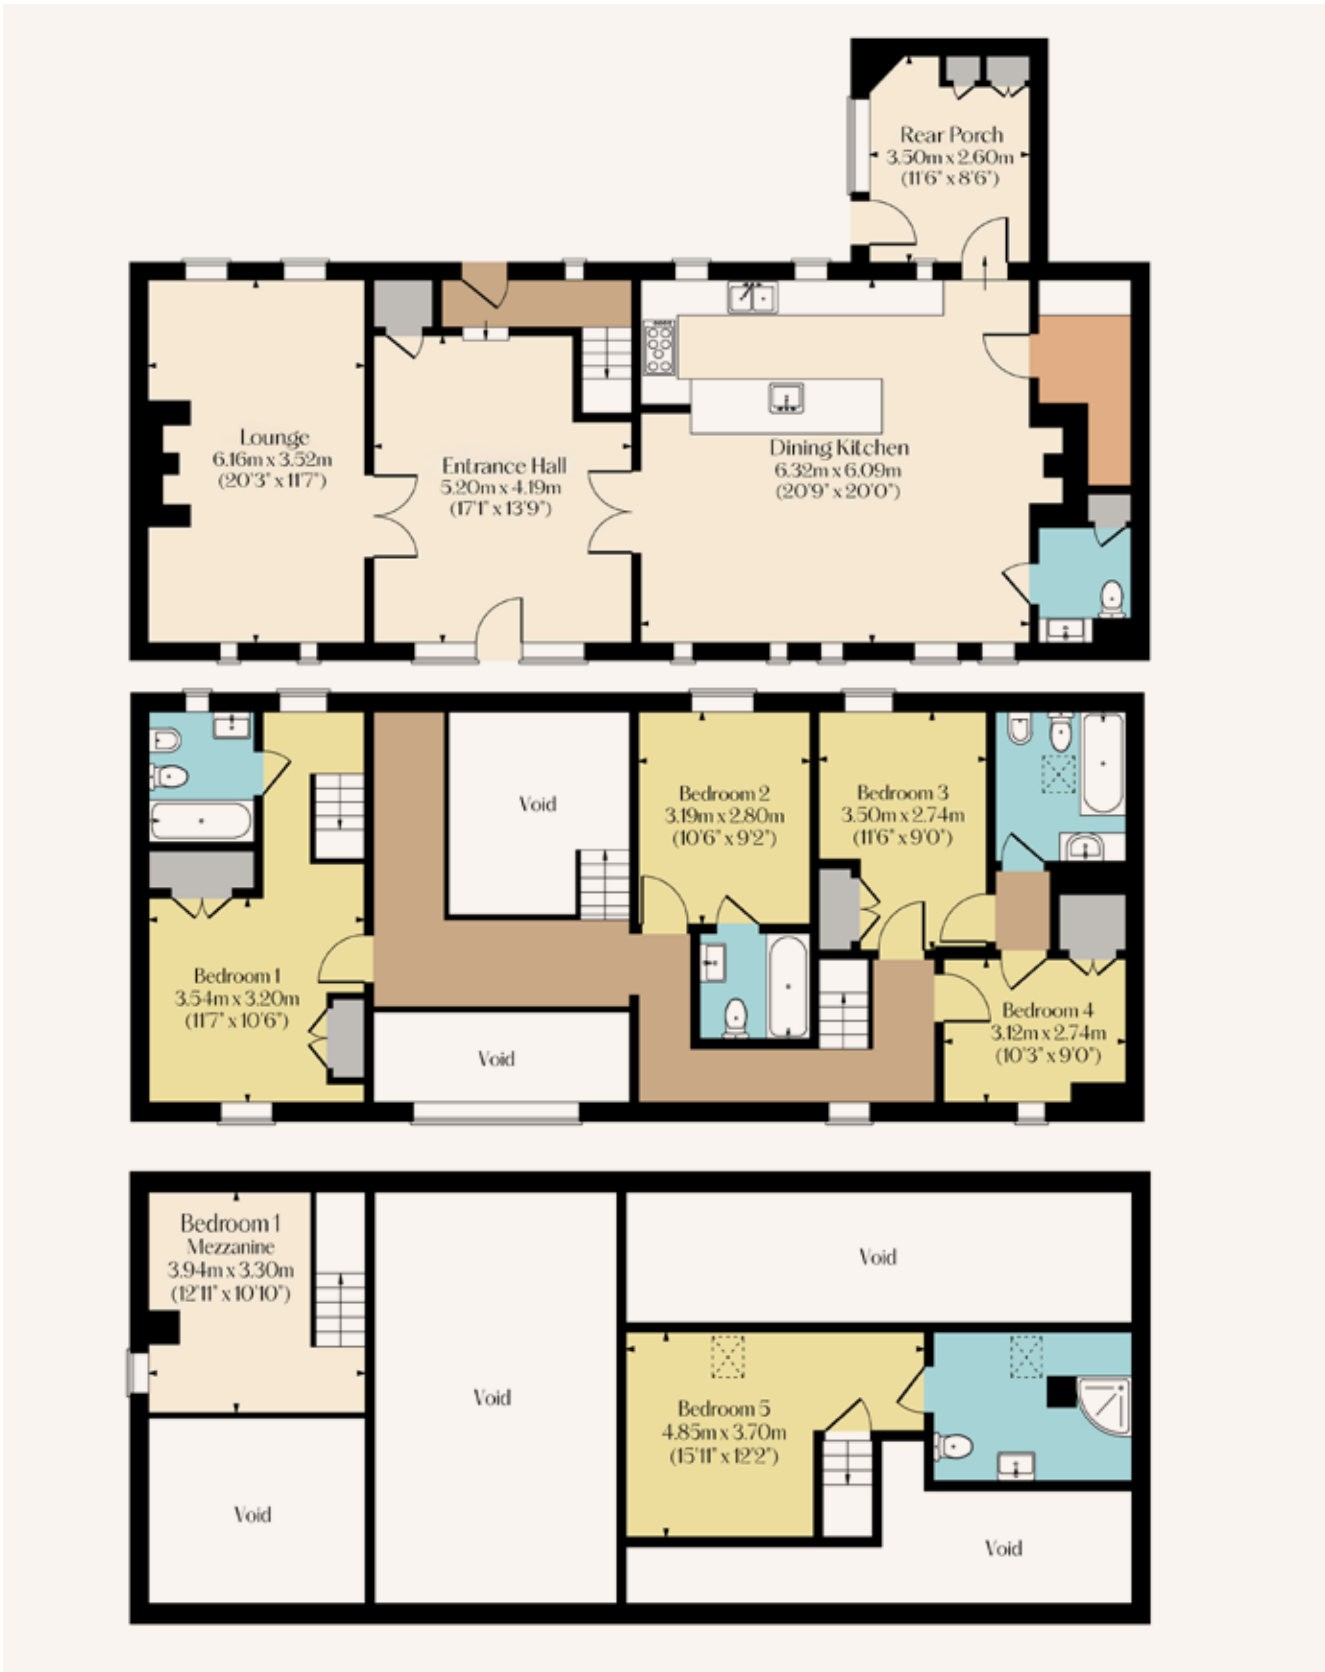 Rear Porch
3.50m x 2.60m
(11'6" x 8'6")
Lounge
6.16m x 3.52m
(20'3" x 11'7")
Entrance Hall
5.20m x 4.19m
(17'1" x 13'9")
Dining Kitchen
6.32m x 6.09m
(20'9" x 20'0")
Void
Bedroom 2
3.19m x 2.80m
(10'6" x 9'2")
Bedroom 3
3.50m x 2.74m
(11'6" x 9'0")
Bedroom 1
3.54m x 3.20m
(11'7" x 10'6")
Void
Bedroom 4
3.12m x 2.74m
(10'3" x 9'0")
Bedroom 1
Mezzanine
3.94m x 3.30m
(12'11" x 10'10")
Void
Void
Bedroom 5
4.85m x 3.70m
(15'11" x 12'2")
Void
Void